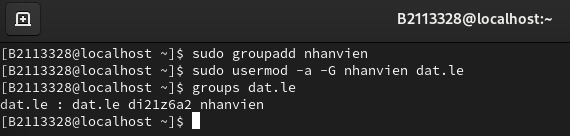 B2113328@localhost:~
[B2113328@localhost ~]$ sudo groupadd nhanvien
[B2113328@localhost ~]$ sudo usermod -a -G nhanvien dat.le
[B2113328@localhost ~]$ groups dat.le
dat.le : dat.le di21z6a2 nhanvien
[B2113328@localhost ~]$